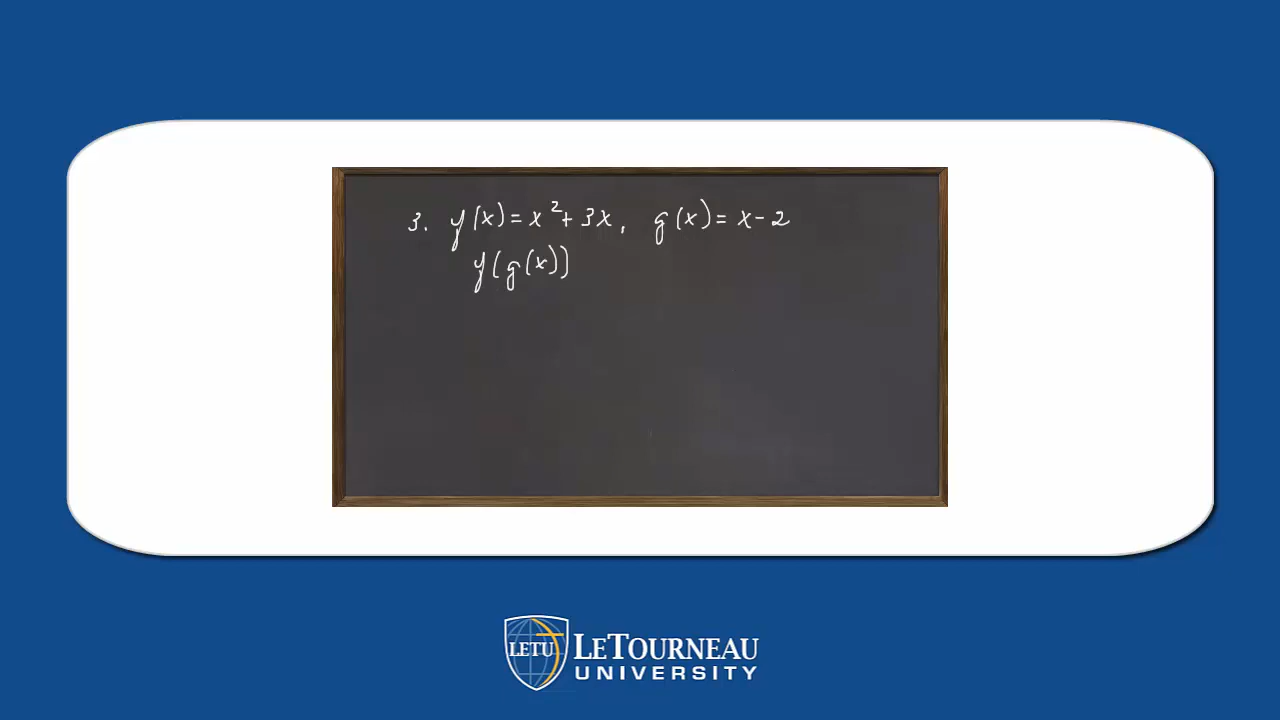 3. y(x) = x² + 3x, g(x) = x - 2
y(g(x))
LETU
LETOURNEAU
UNIVERSITY